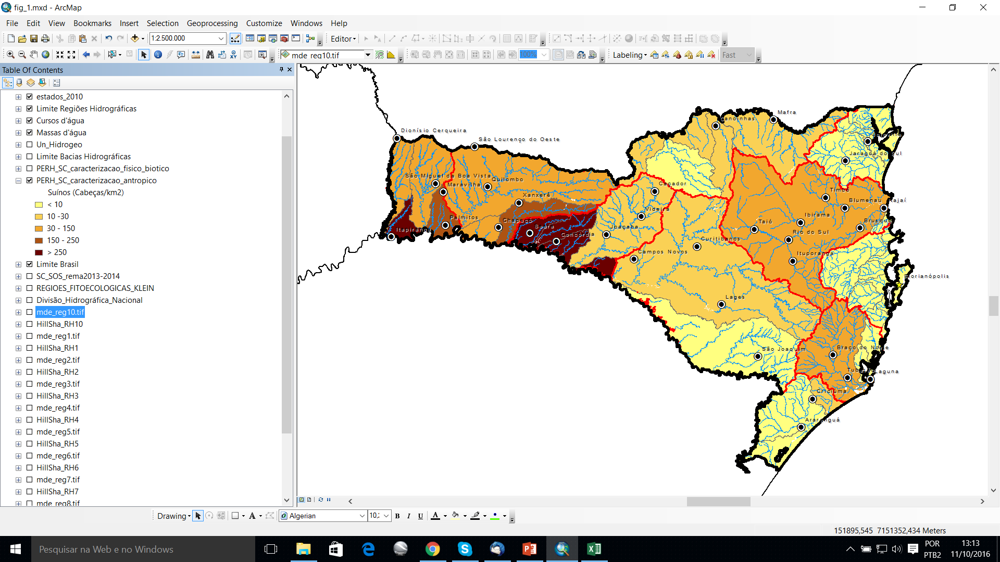 fig_1.mxd - ArcMap
File Edit View Bookmarks Insert Selection Geoprocessing Customize Windows Help
1:2.500.000
Editor
mde_reg10.tif
100%
Labeling
Fast
Table Of Contents
estados_2010
Limite Regiões Hidrográficas
Cursos d'água
Massas d'água
Un_Hidrogeo
Limite Bacias Hidrográficas
PERH_SC_caracterizacao_fisico_biotico
PERH_SC_caracterizacao_antropico
Suínos (Cabeças/km2)
< 10
10 -30
30 - 150
150 - 250
> 250
Limite Brasil
SC_SOS_rema2013-2014
REGIOES_FITOECOLOGICAS_KLEIN
Divisão_Hidrográfica_Nacional
mde_reg10.tif
HillSha_RH10
mde_reg1.tif
HillSha_RH1
mde_reg2.tif
HillSha_RH2
mde_reg3.tif
HillSha_RH3
mde_reg4.tif
HillSha_RH4
mde_reg5.tif
HillSha_RH5
mde_reg6.tif
HillSha_RH6
mde_reg7.tif
HillSha_RH7
mde_reg8.tif
Mafra
Dionísio Cerqueira
São Lourenço do Oeste
Jaraguá do Sul
São Miguel da Boa Vista
Quilombo
Maravilha
Caçador
Xanxerê
Timbó
Blumenau
Videira
Ibirama
Palmitos
Chapecó
Taió
Brusque
Itapiranga
Seara
Joaçaba
Rio do Sul
Concórdia
Curitibanos
Campos Novos
Ituporanga
Florianópolis
Lages
São Joaquim
Braço do Norte
Laguna
Criciúma
Araranguá
Drawing
A
Algerian
10,
B I U A
151895,545 7151352,434 Meters
Pesquisar na Web e no Windows
POR
PTB2
13:13
11/10/2016